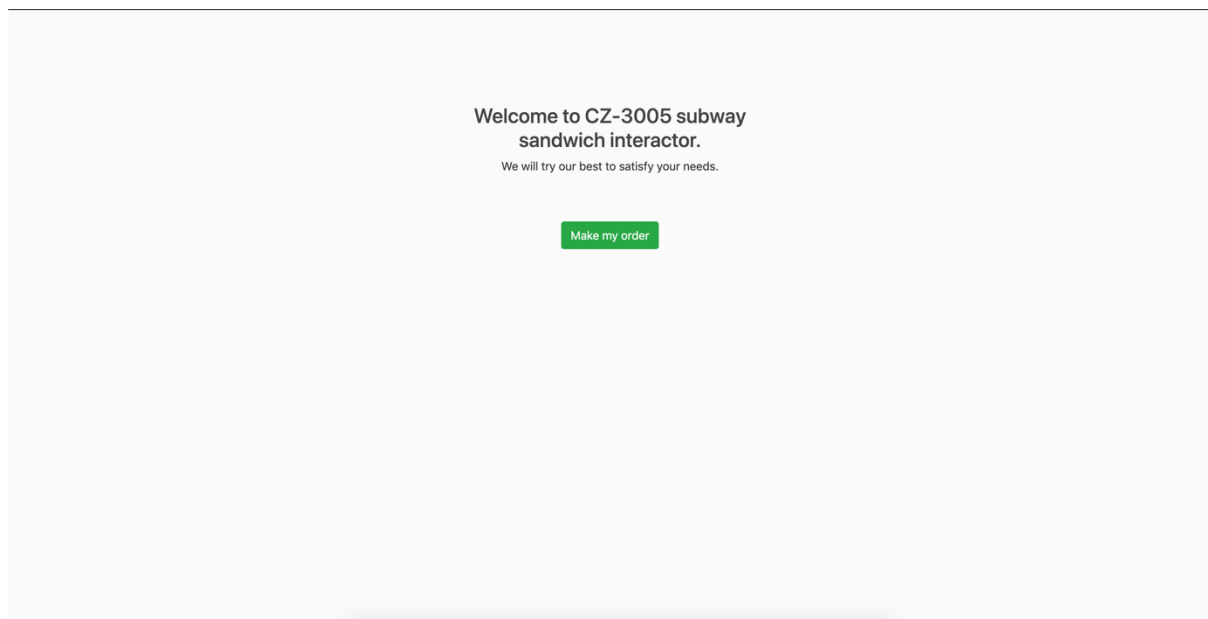 Welcome to CZ-3005 subway
sandwich interactor.
We will try our best to satisfy your needs.
Make my order